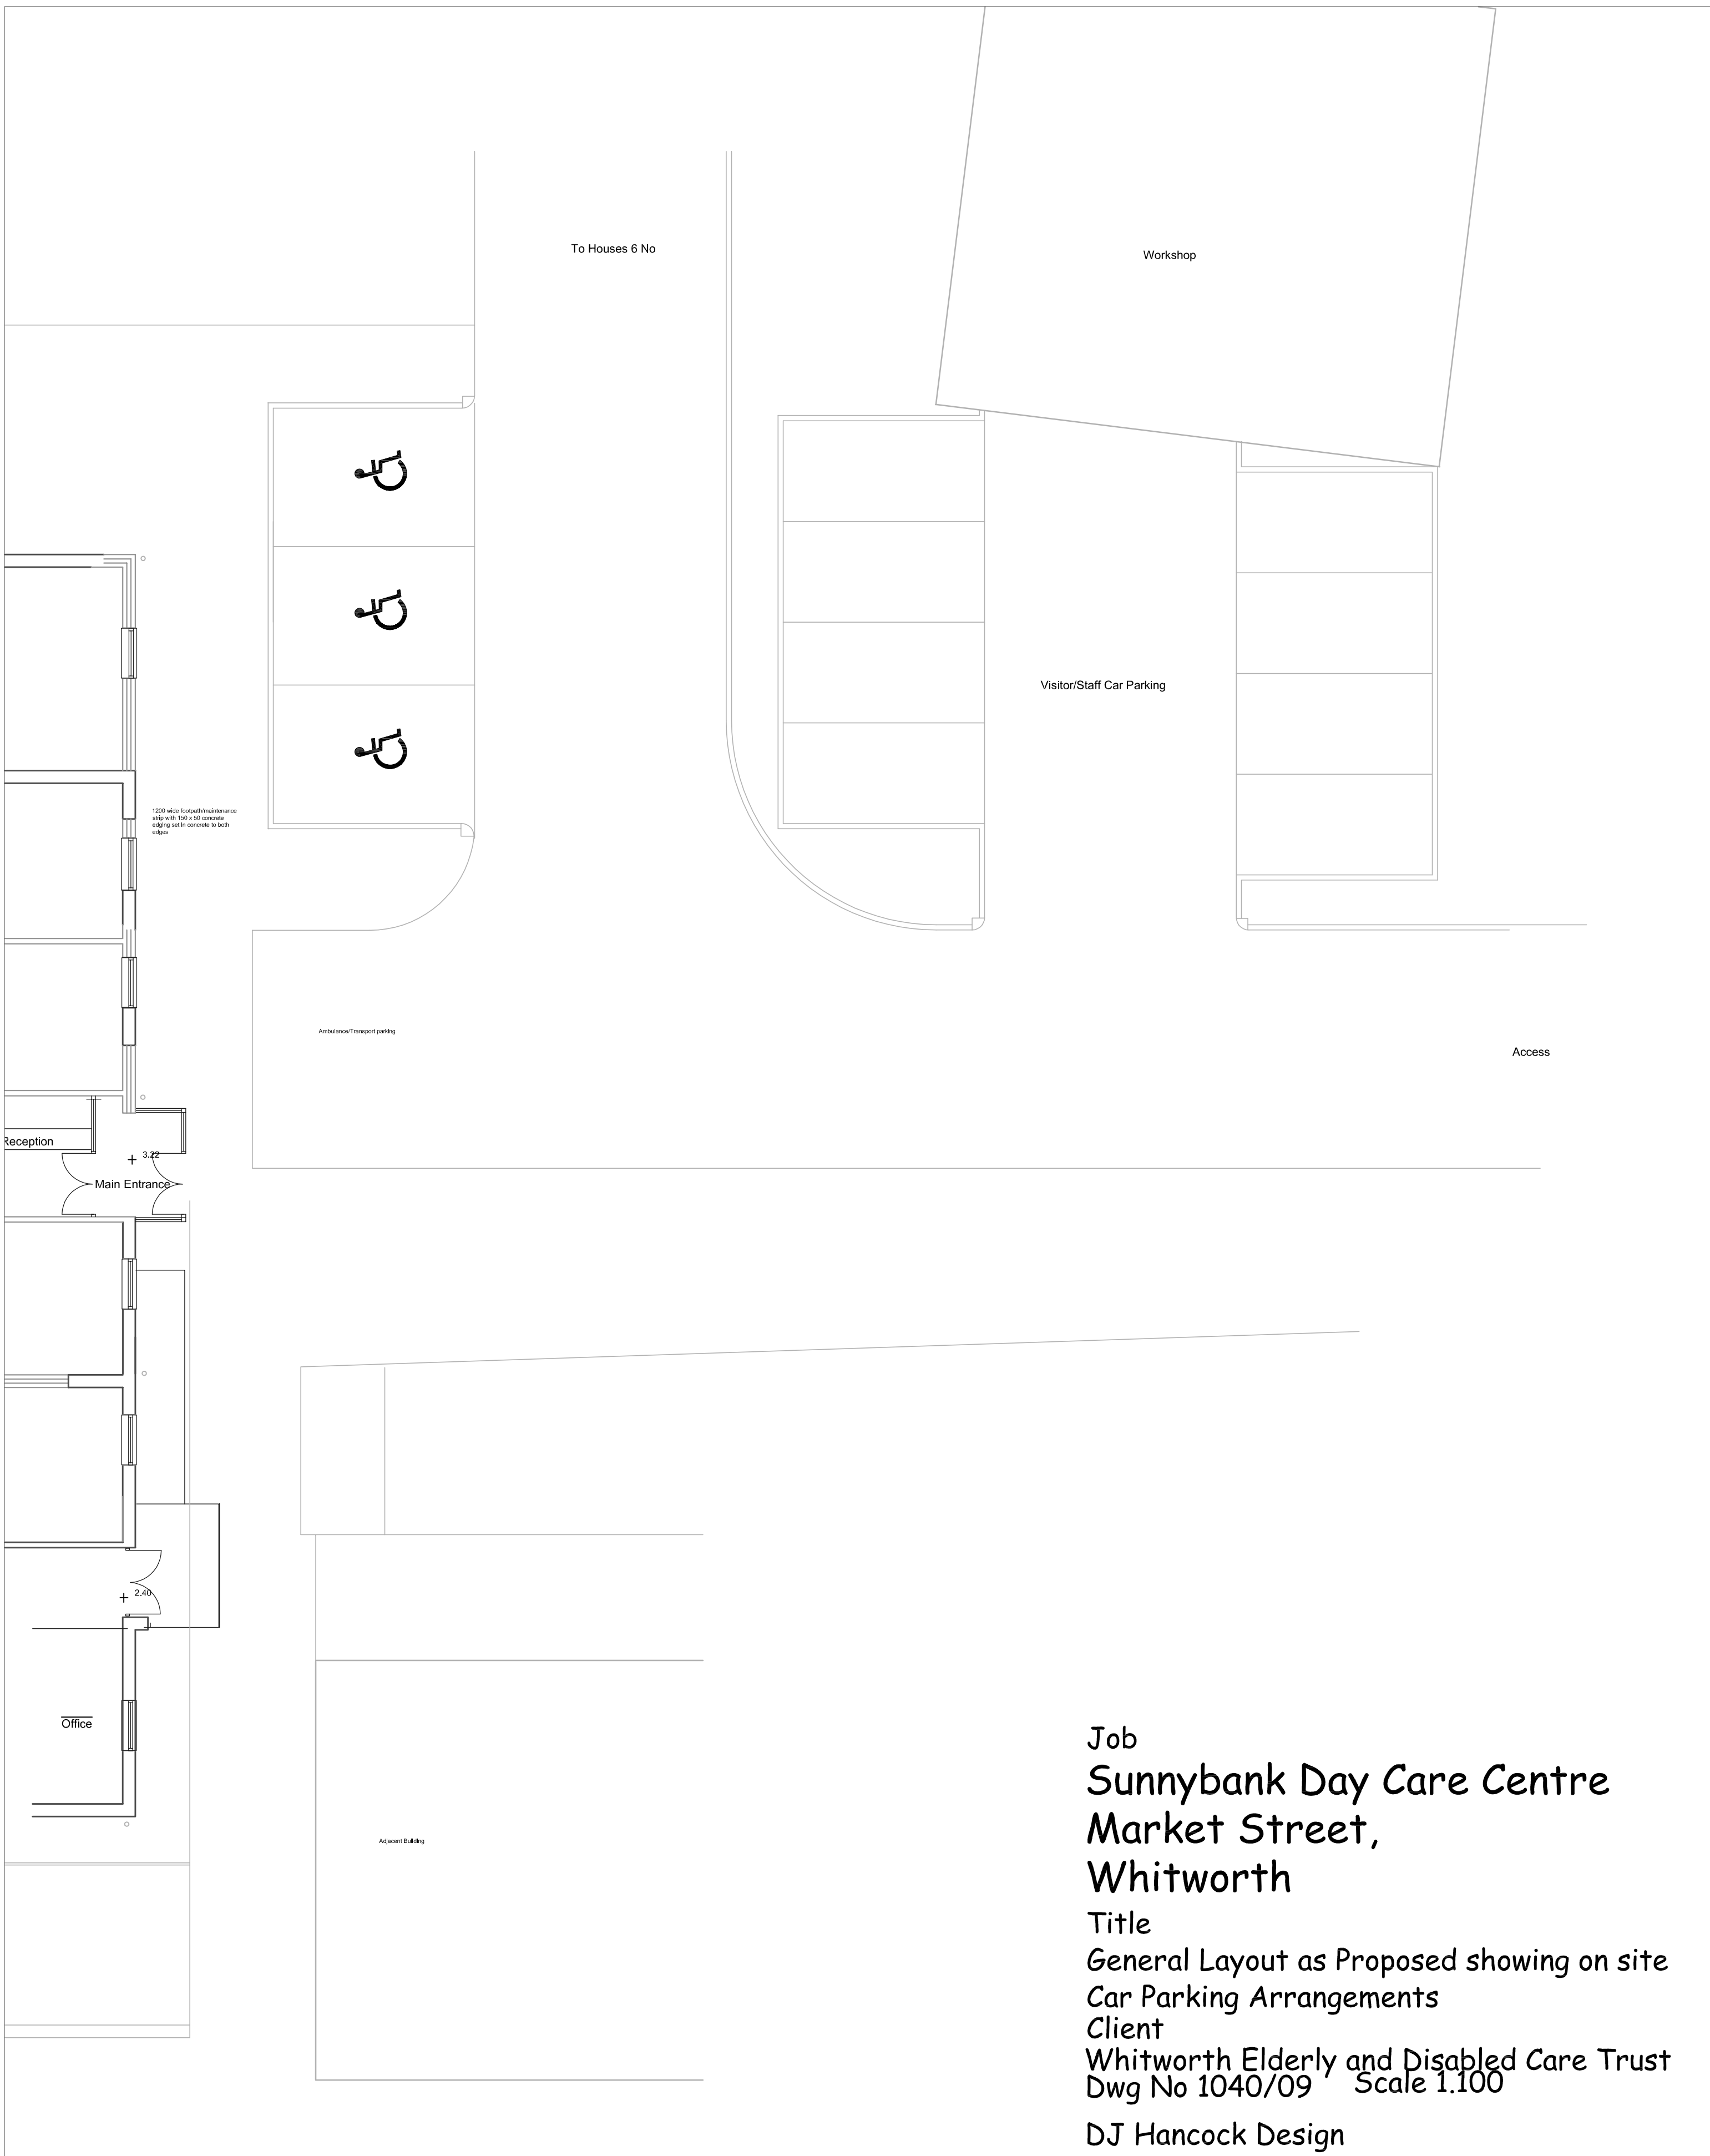 To Houses 6 No
Workshop
Visitor/Staff Car Parking
1200 wide footpath/maintenance
strip with 150 x 50 concrete
edging set in concrete to both
edges
Ambulance/Transport parking
Access
Reception
3.22
Main Entrance
2.40
Office
Adjacent Building
Job
Sunnybank Day Care Centre
Market Street,
Whitworth
Title
General Layout as Proposed showing on site
Car Parking Arrangements
Client
Whitworth Elderly and Disabled Care Trust
Dwg No 1040/09 Scale 1.100
DJ Hancock Design